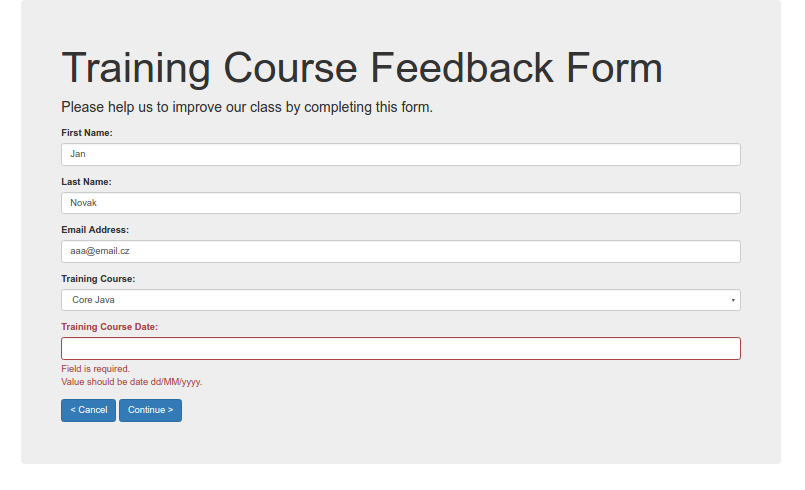 Training Course Feedback Form
Please help us to improve our class by completing this form.
First Name:
Jan
Last Name:
Novak
Email Address:
aaa@email.cz
Training Course:
Core Java
Training Course Date:
Field is required.
Value should be date dd/MM/yyyy.
< Cancel Continue >